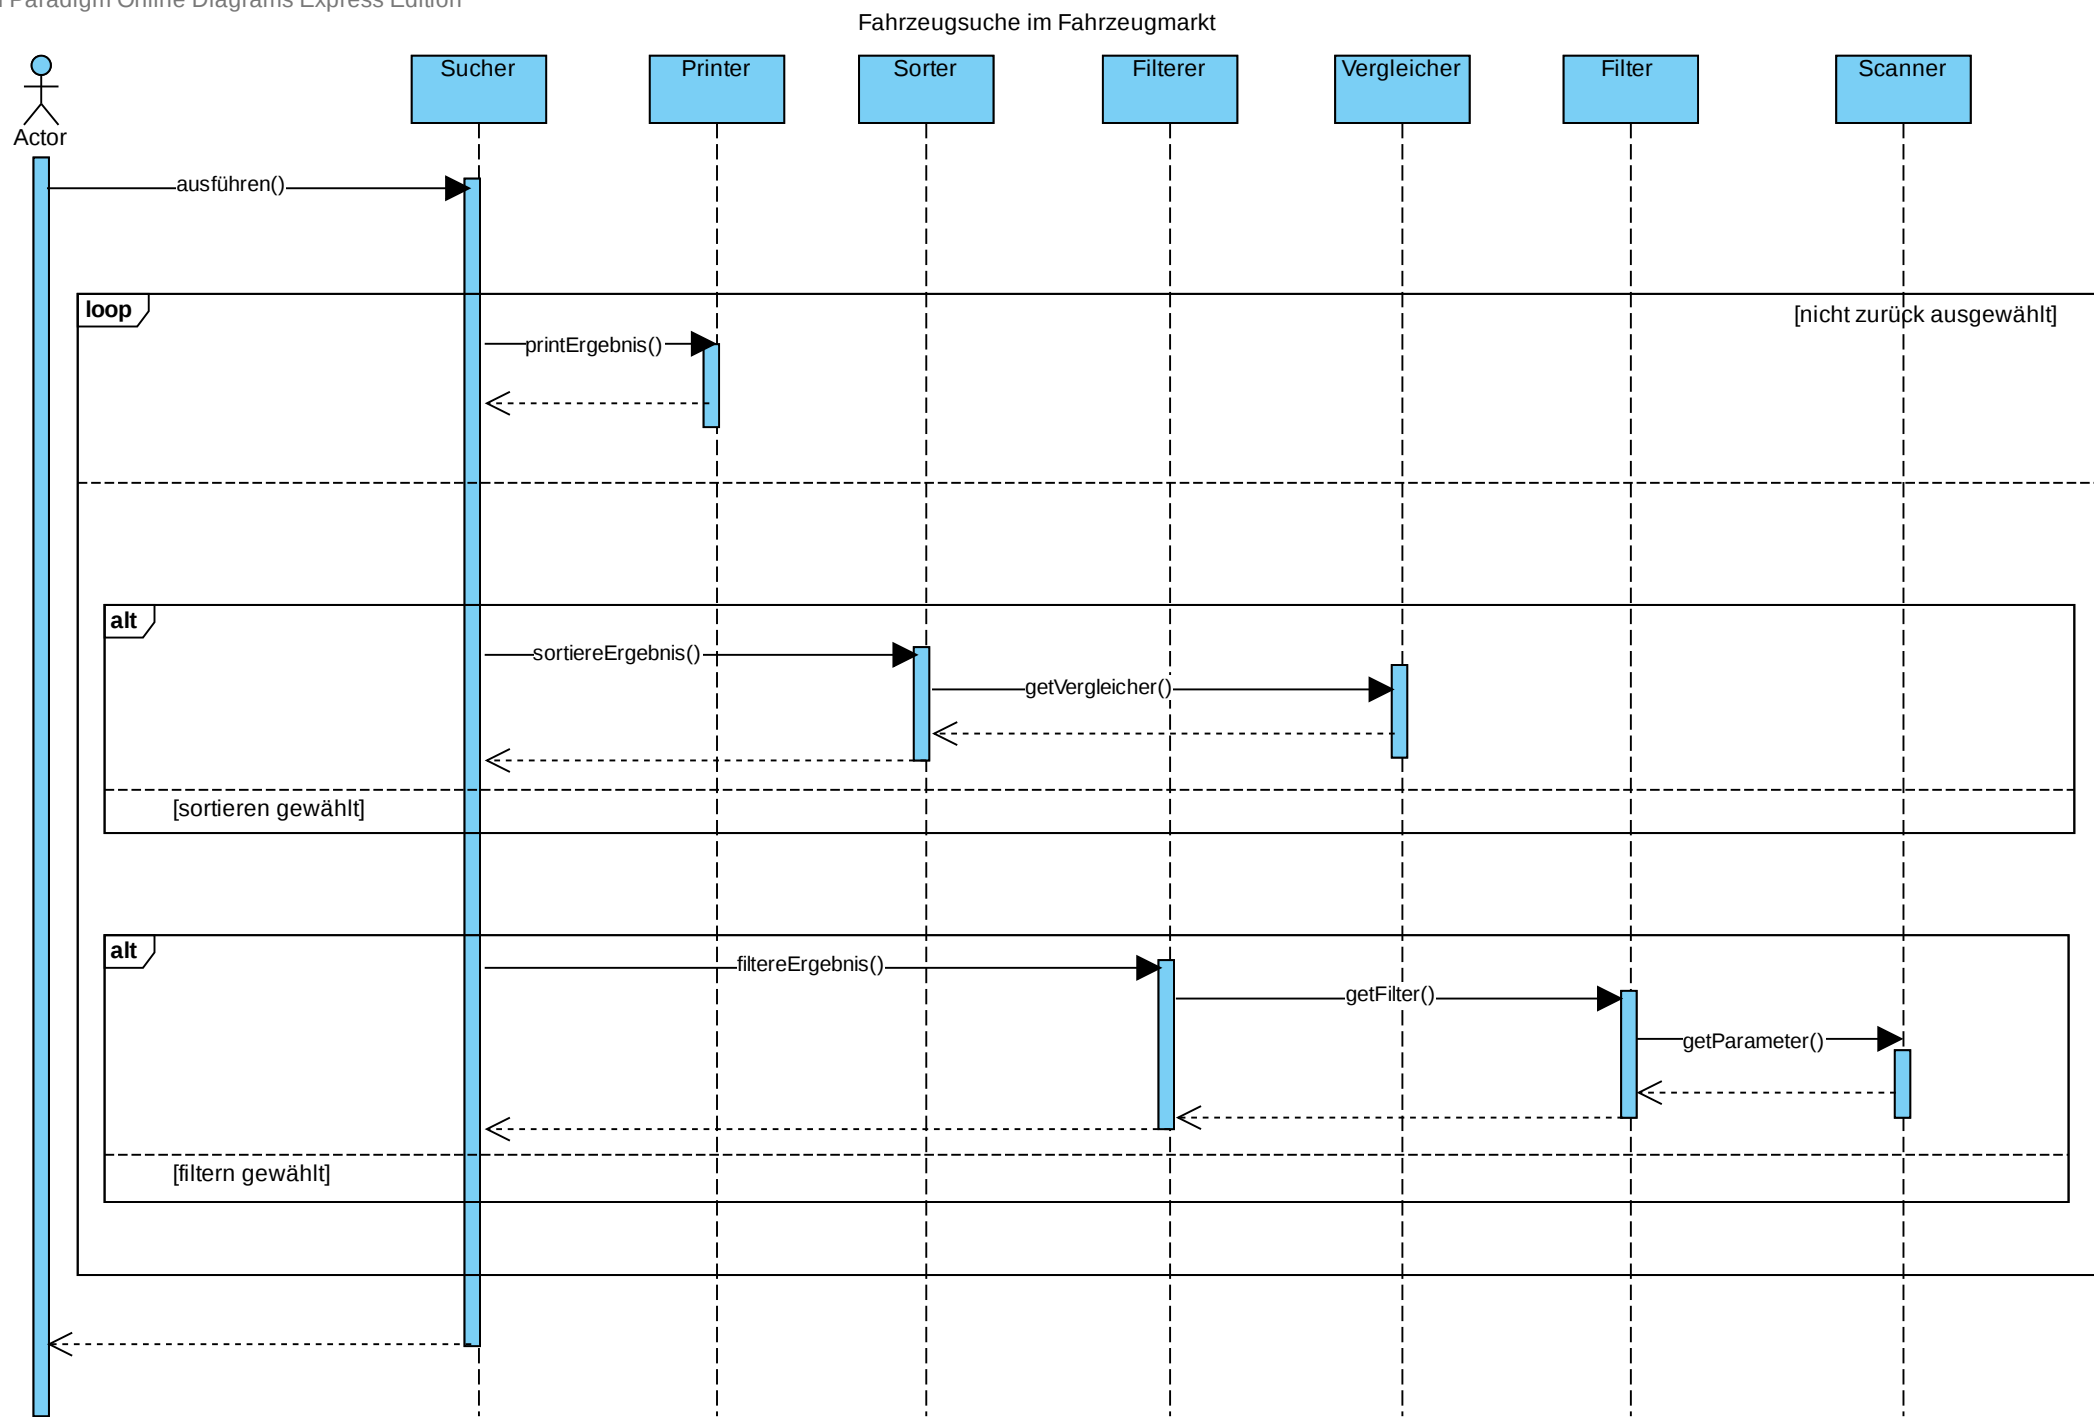 Paradigm Online Diagrams Express Edition
Fahrzeugsuche im Fahrzeugmarkt
Actor
Sucher
Printer
Sorter
Filterer
Vergleicher
Filter
Scanner
ausführen()
loop
[nicht zurück ausgewählt]
printErgebnis()
alt
sortiereErgebnis()
getVergleicher()
[sortieren gewählt]
alt
filtereErgebnis()
getFilter()
getParameter()
[filtern gewählt]